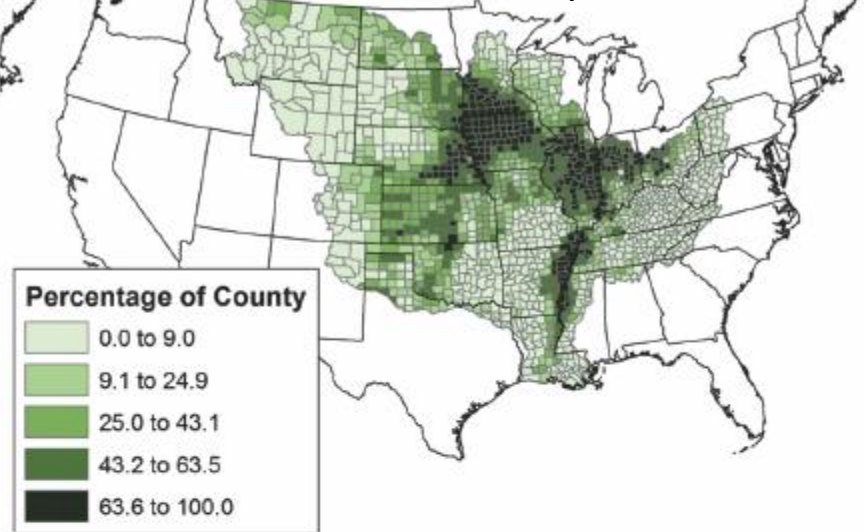 Percentage of County
0.0 to 9.0
9.1 to 24.9
25.0 to 43.1
43.2 to 63.5
63.6 to 100.0